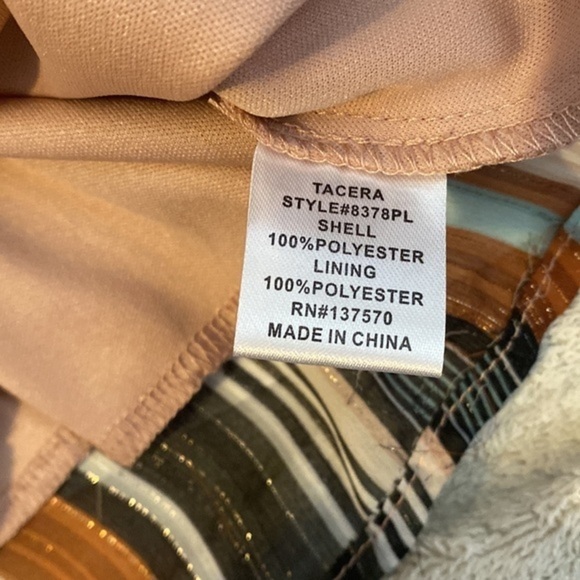 TACERA
STYLE#8378PL
SHELL
100%POLYESTER
LINING
100%POLYESTER
RN#137570
MADE IN CHINA